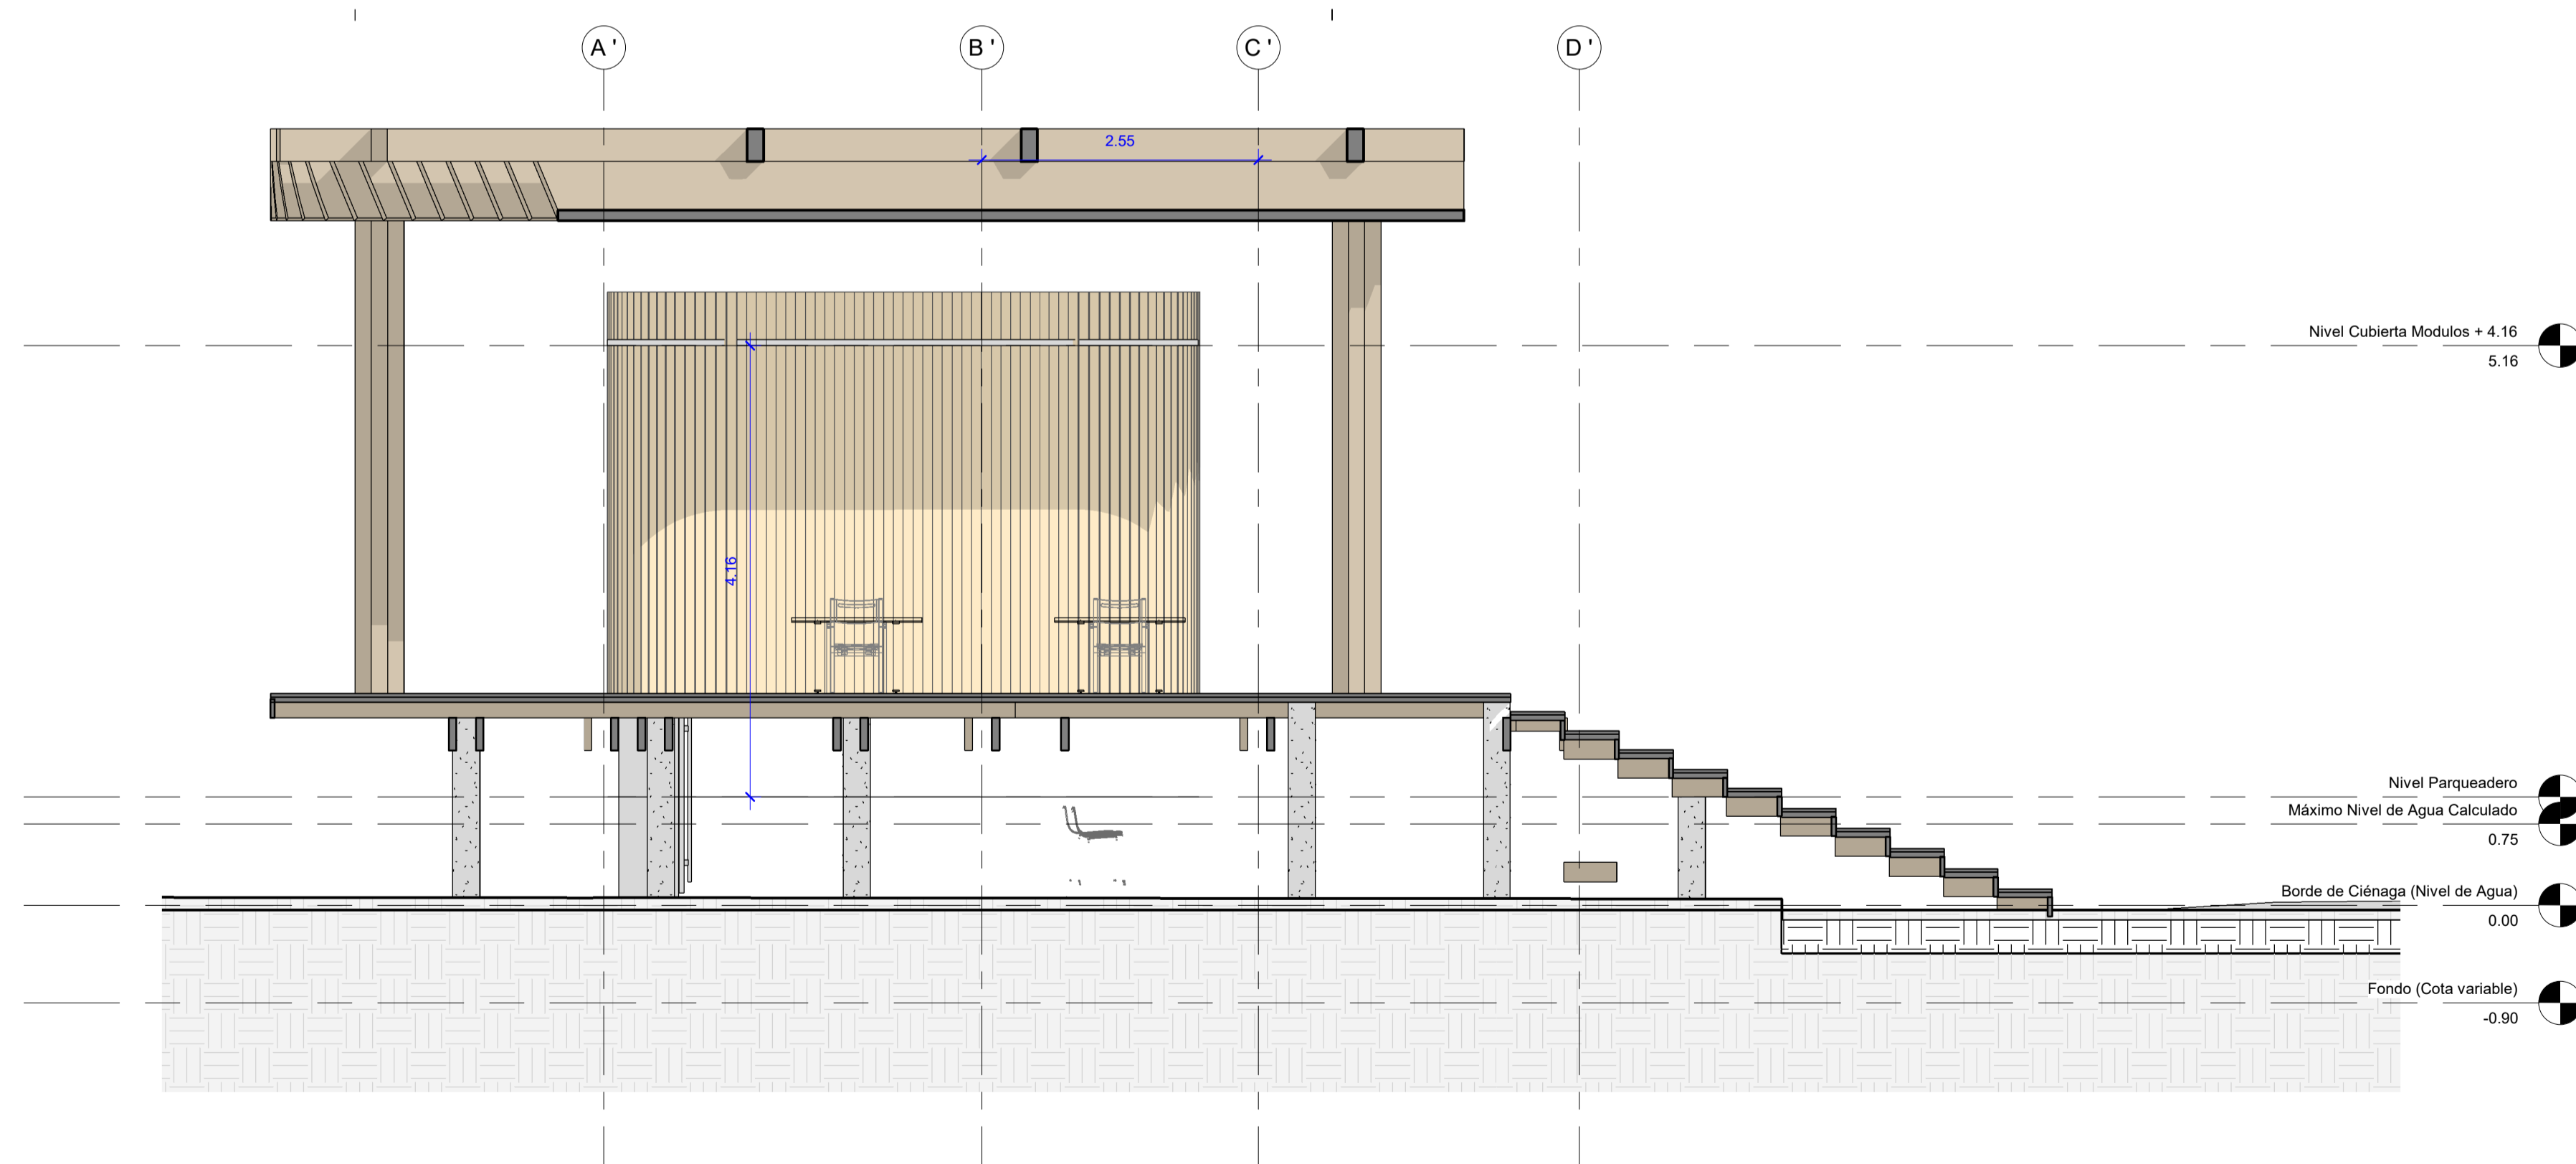 A '
B '
C '
D '
2.55
4.16
Nivel Cubierta Modulos + 4.16
5.16
Nivel Parqueadero
Máximo Nivel de Agua Calculado
0.75
Borde de Ciénaga (Nivel de Agua)
0.00
Fondo (Cota variable)
-0.90